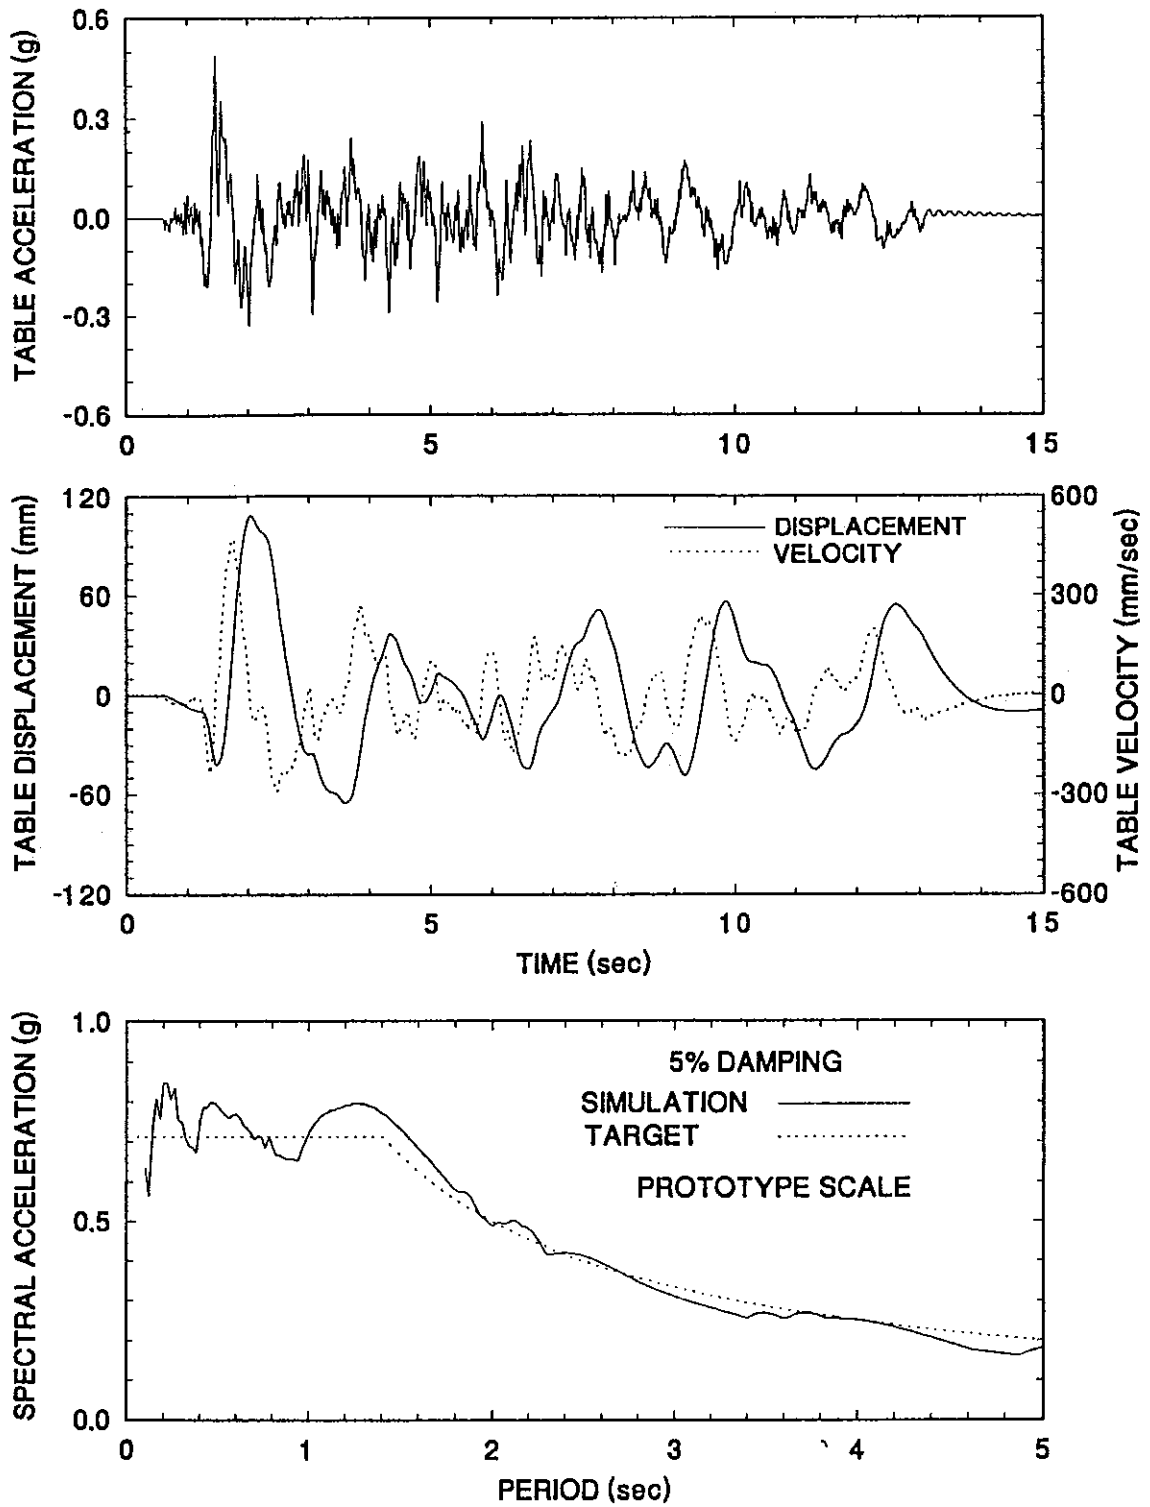 TABLE ACCELERATION (g)
0.6
0.3
0.0
-0.3
-0.6
0 5 10 15
TABLE DISPLACEMENT (mm)
120
60
0
-60
-120
DISPLACEMENT
VELOCITY
600
300
0
-300
-600
TABLE VELOCITY (mm/sec)
0 5 10 15
TIME (sec)
SPECTRAL ACCELERATION (g)
1.0
0.5
0.0
5% DAMPING
SIMULATION
TARGET
PROTOTYPE SCALE
0 1 2 3 4 5
PERIOD (sec)